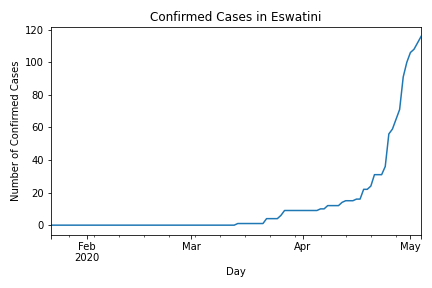 Confirmed Cases in Eswatini
Number of Confirmed Cases
120
100
80
60
40
20
0
Feb
2020
Mar
Apr
May
Day